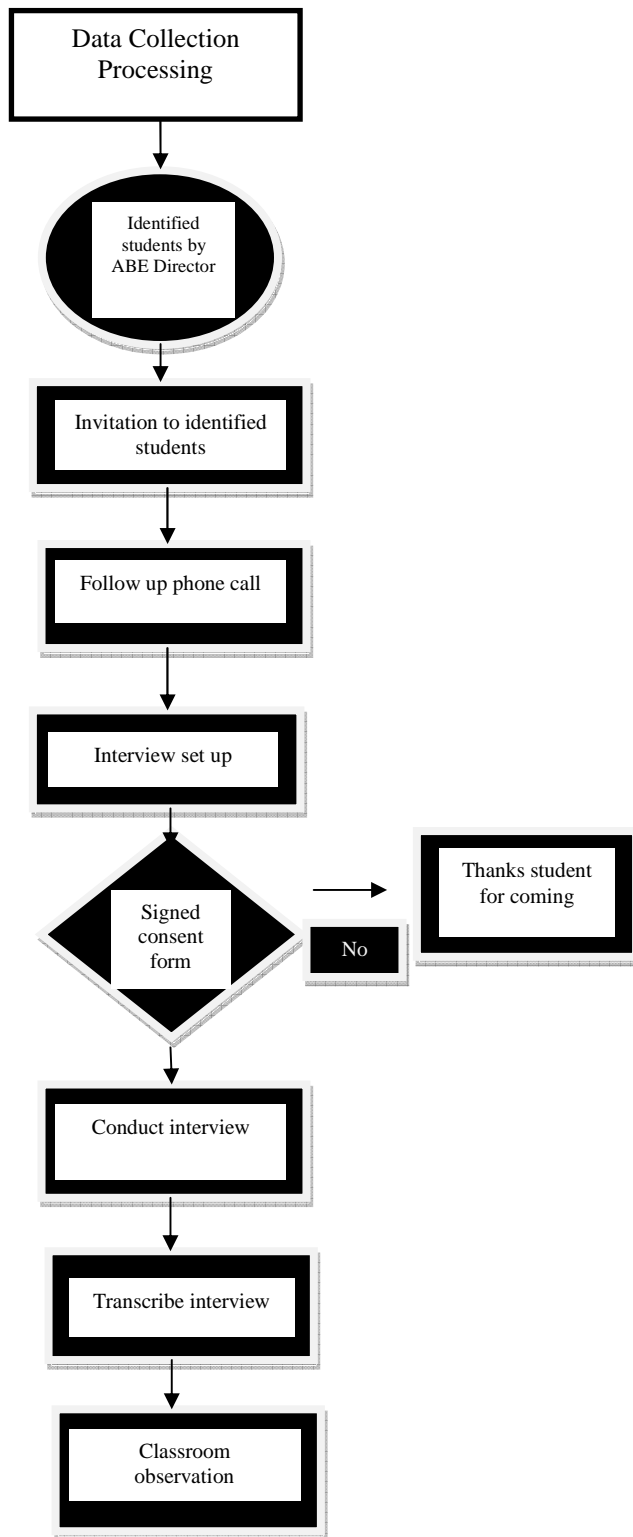 Data Collection
Processing
Identified
students by
ABE Director
Invitation to identified
students
Follow up phone call
Interview set up
Signed
consent
form
No
Thanks student
for coming
Conduct interview
Transcribe interview
Classroom
observation